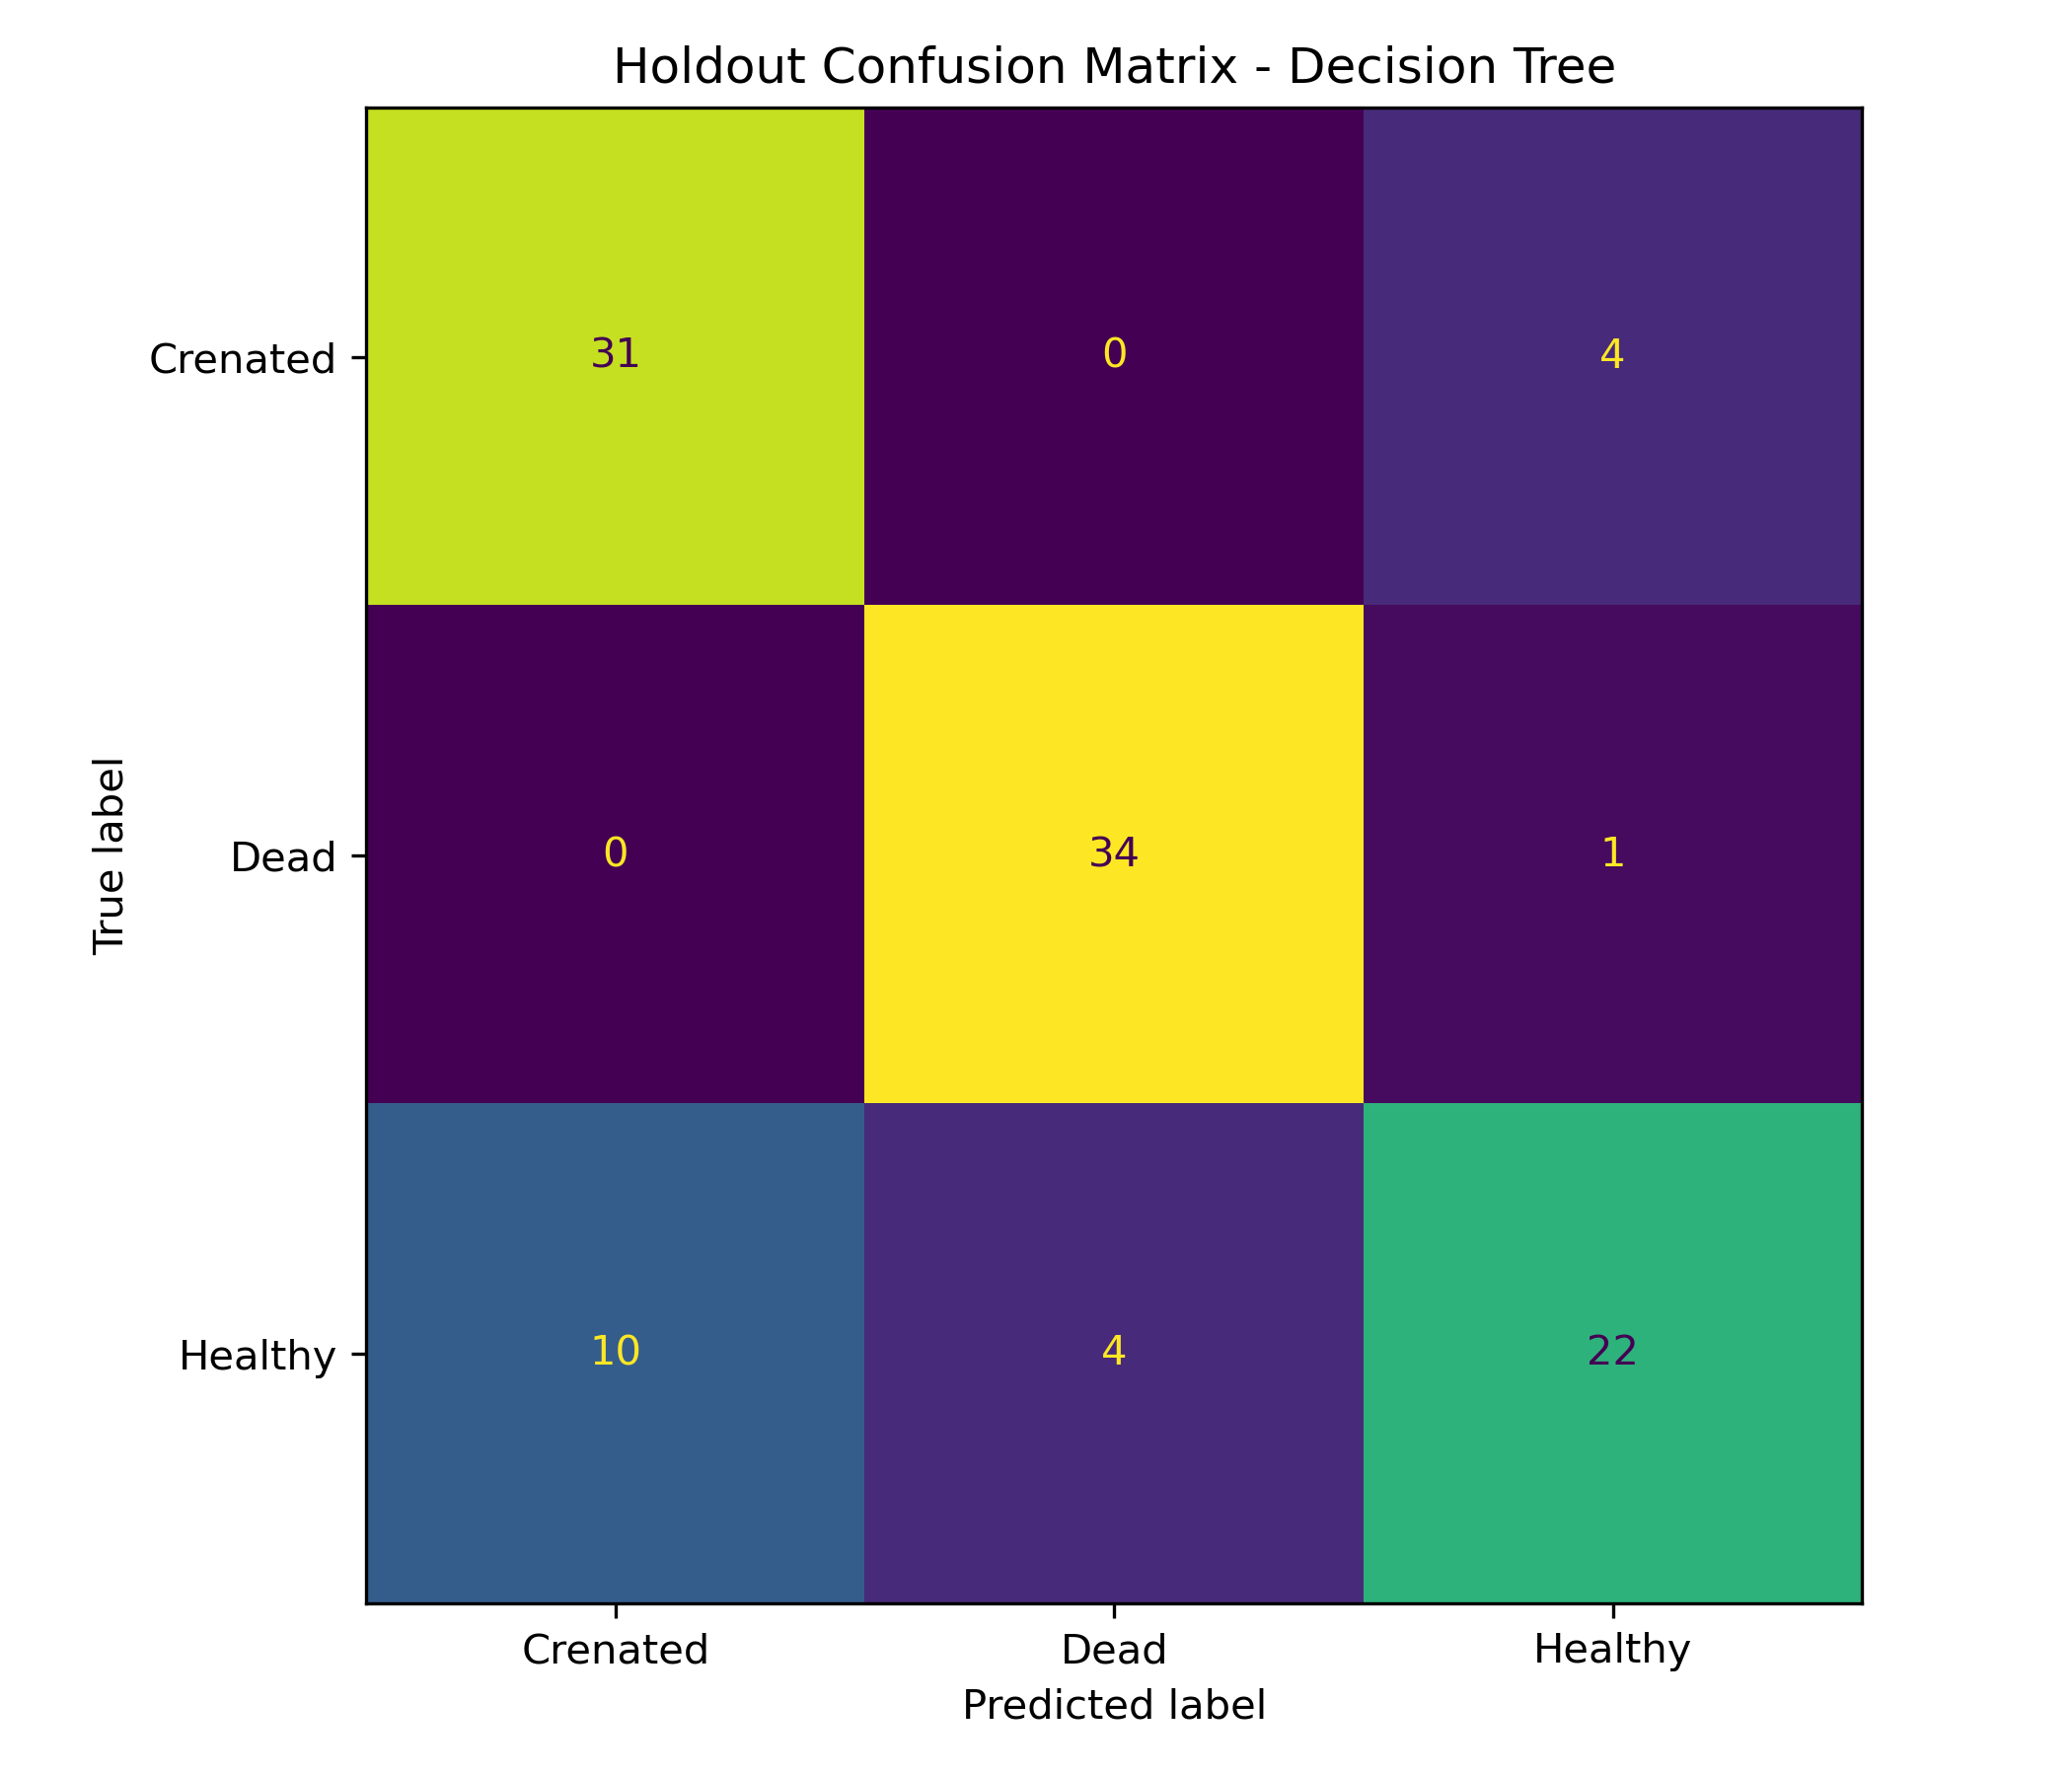 Holdout Confusion Matrix - Decision Tree
Crenated 31 0 4
True label
Dead 0 34 1
Healthy 10 4 22
Crenated Dead Healthy
Predicted label